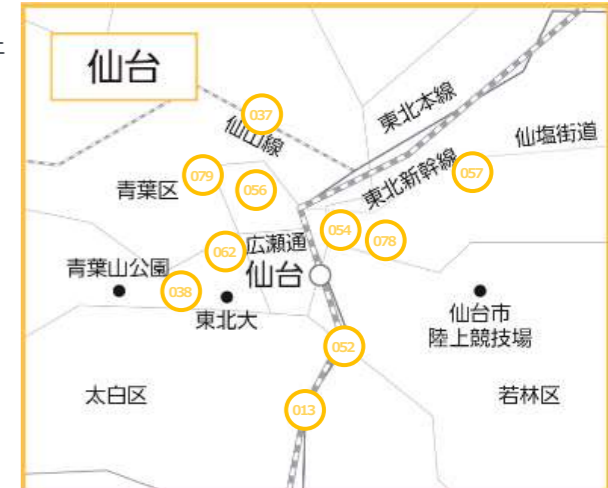 仙台
037
仙山線
東北本線
仙塩街道
東北新幹線
057
079
056
青葉区
054
078
062
広瀬通
仙台
青葉山公園
038
東北大
仙台市
陸上競技場
052
太白区
若林区
013